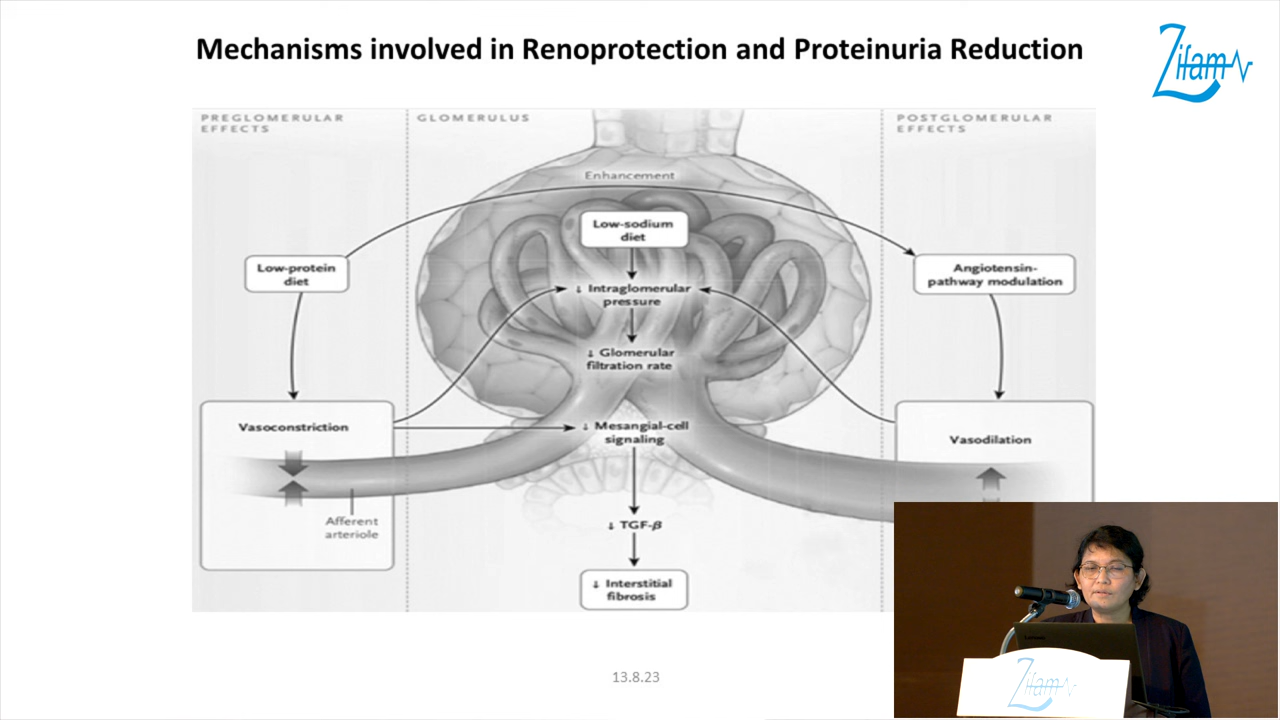 Mechanisms involved in Renoprotection and Proteinuria Reduction
Zifam
PREGLOMERULAR
EFFECTS
GLOMERULUS
POSTGLOMERULAR
EFFECTS
Enhancement
Low-sodium
diet
Low-protein
diet
Angiotensin-
pathway modulation
↓ Intraglomerular
pressure
↓ Glomerular
filtration rate
Vasoconstriction
↓ Mesangial-cell
signaling
Vasodilation
Afferent
arteriole
↓ TGF-β
↓ Interstitial
fibrosis
13.8.23
Zifam